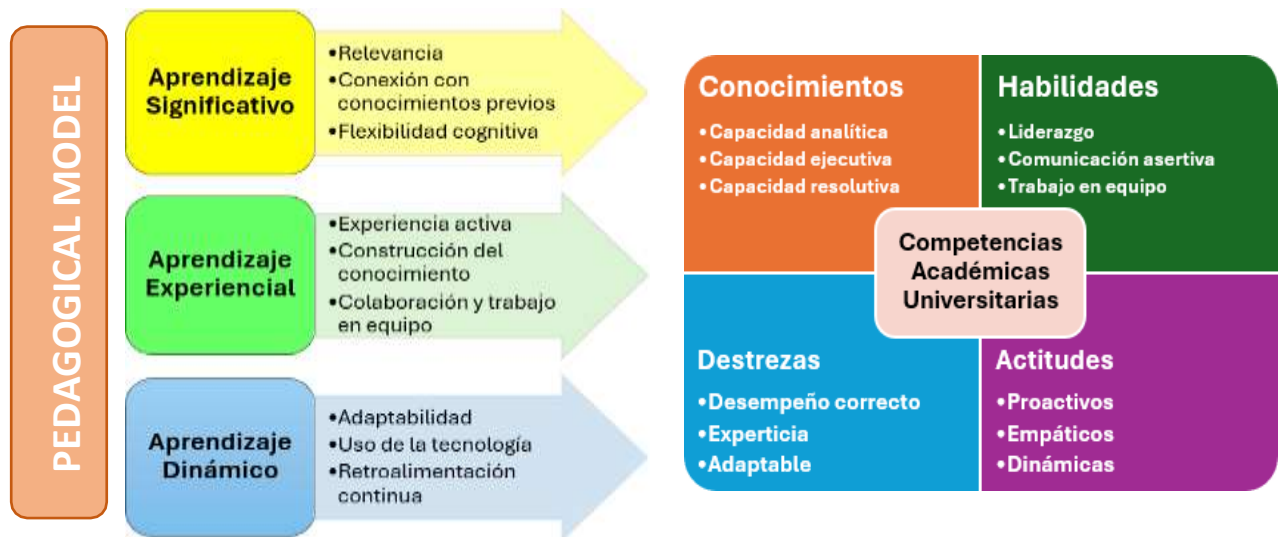 PEDAGOGICAL MODEL
Aprendizaje
Significativo
•Relevancia
•Conexión con
conocimientos previos
•Flexibilidad cognitiva
Aprendizaje
Experiencial
•Experiencia activa
•Construcción del
conocimiento
•Colaboración y trabajo
en equipo
Aprendizaje
Dinámico
•Adaptabilidad
•Uso de la tecnología
•Retroalimentación
continua
Conocimientos
•Capacidad analítica
•Capacidad ejecutiva
•Capacidad resolutiva
Habilidades
•Liderazgo
•Comunicación asertiva
•Trabajo en equipo
Competencias
Académicas
Universitarias
Destrezas
•Desempeño correcto
•Experticia
•Adaptable
Actitudes
•Proactivos
•Empáticos
•Dinámicas